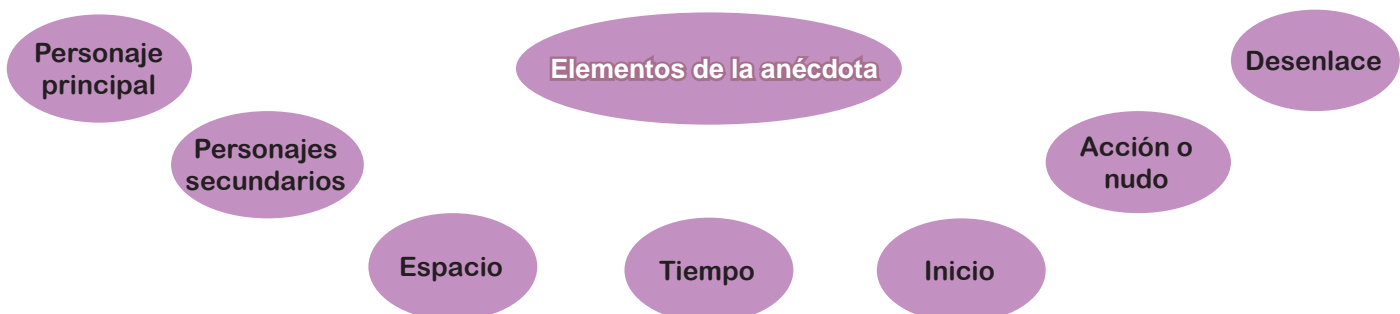 Elementos de la anécdota
Personaje
principal
Personajes
secundarios
Espacio
Tiempo
Inicio
Acción o
nudo
Desenlace